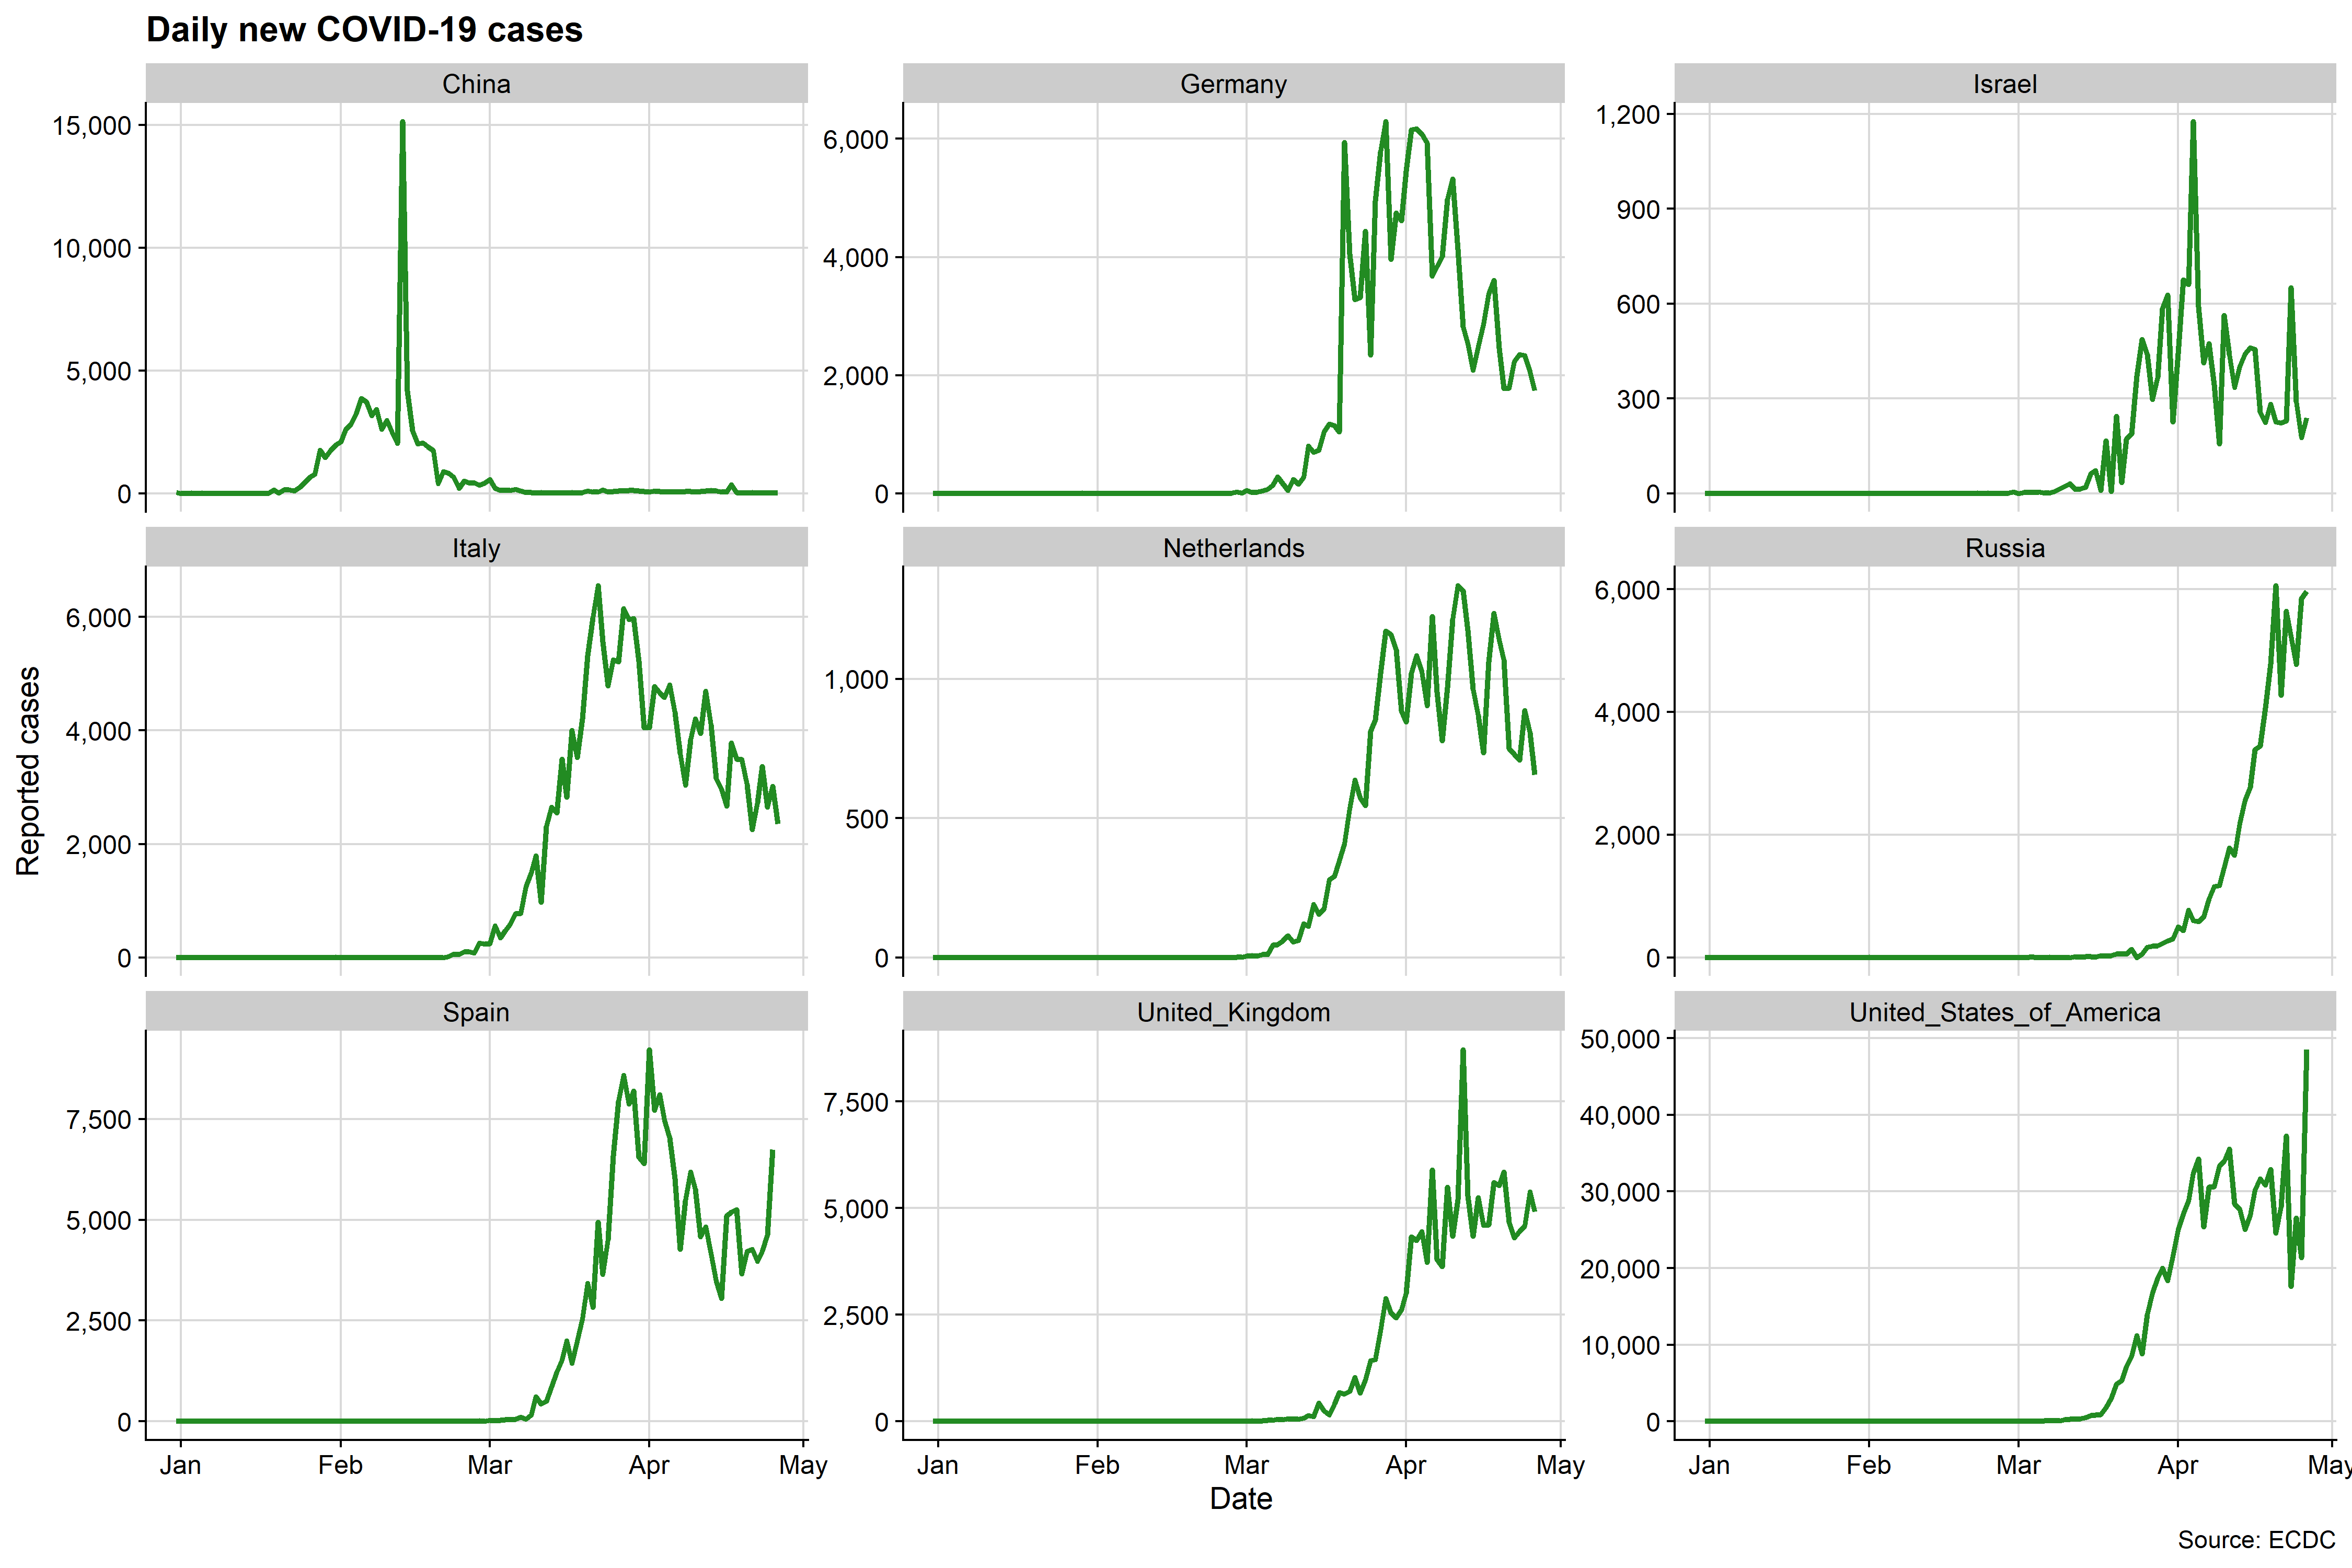 Daily new COVID-19 cases
China
Germany
Israel
15,000
10,000
5,000
0
6,000
4,000
2,000
0
1,200
900
600
300
0
Italy
Netherlands
Russia
6,000
4,000
2,000
0
1,000
500
0
6,000
4,000
2,000
0
Spain
United_Kingdom
United_States_of_America
7,500
5,000
2,500
0
7,500
5,000
2,500
0
50,000
40,000
30,000
20,000
10,000
0
Reported cases
Jan Feb Mar Apr May
Jan Feb Mar Apr May
Jan Feb Mar Apr May
Date
Source: ECDC